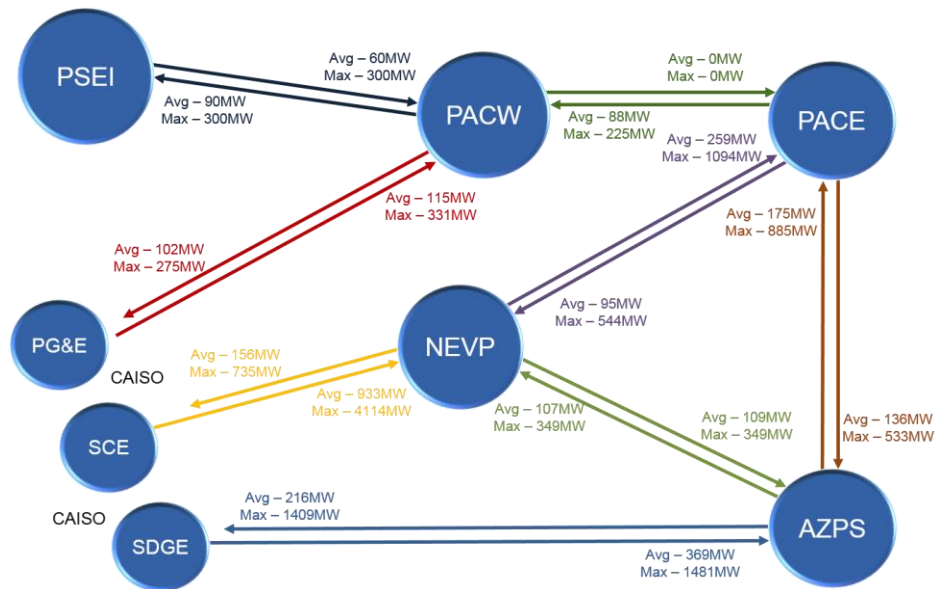 PSEI
Avg – 60MW
Max – 300MW
Avg – 90MW
Max – 300MW
PACW
Avg – 0MW
Max – 0MW
Avg – 88MW
Max – 225MW
PACE
Avg – 259MW
Max – 1094MW
Avg – 115MW
Max – 331MW
Avg – 175MW
Max – 885MW
Avg – 102MW
Max – 275MW
PG&E
CAISO
NEVP
Avg – 95MW
Max – 544MW
Avg – 156MW
Max – 735MW
Avg – 933MW
Max – 4114MW
SCE
Avg – 107MW
Max – 349MW
Avg – 109MW
Max – 349MW
Avg – 136MW
Max – 533MW
CAISO
SDGE
Avg – 216MW
Max – 1409MW
AZPS
Avg – 369MW
Max – 1481MW